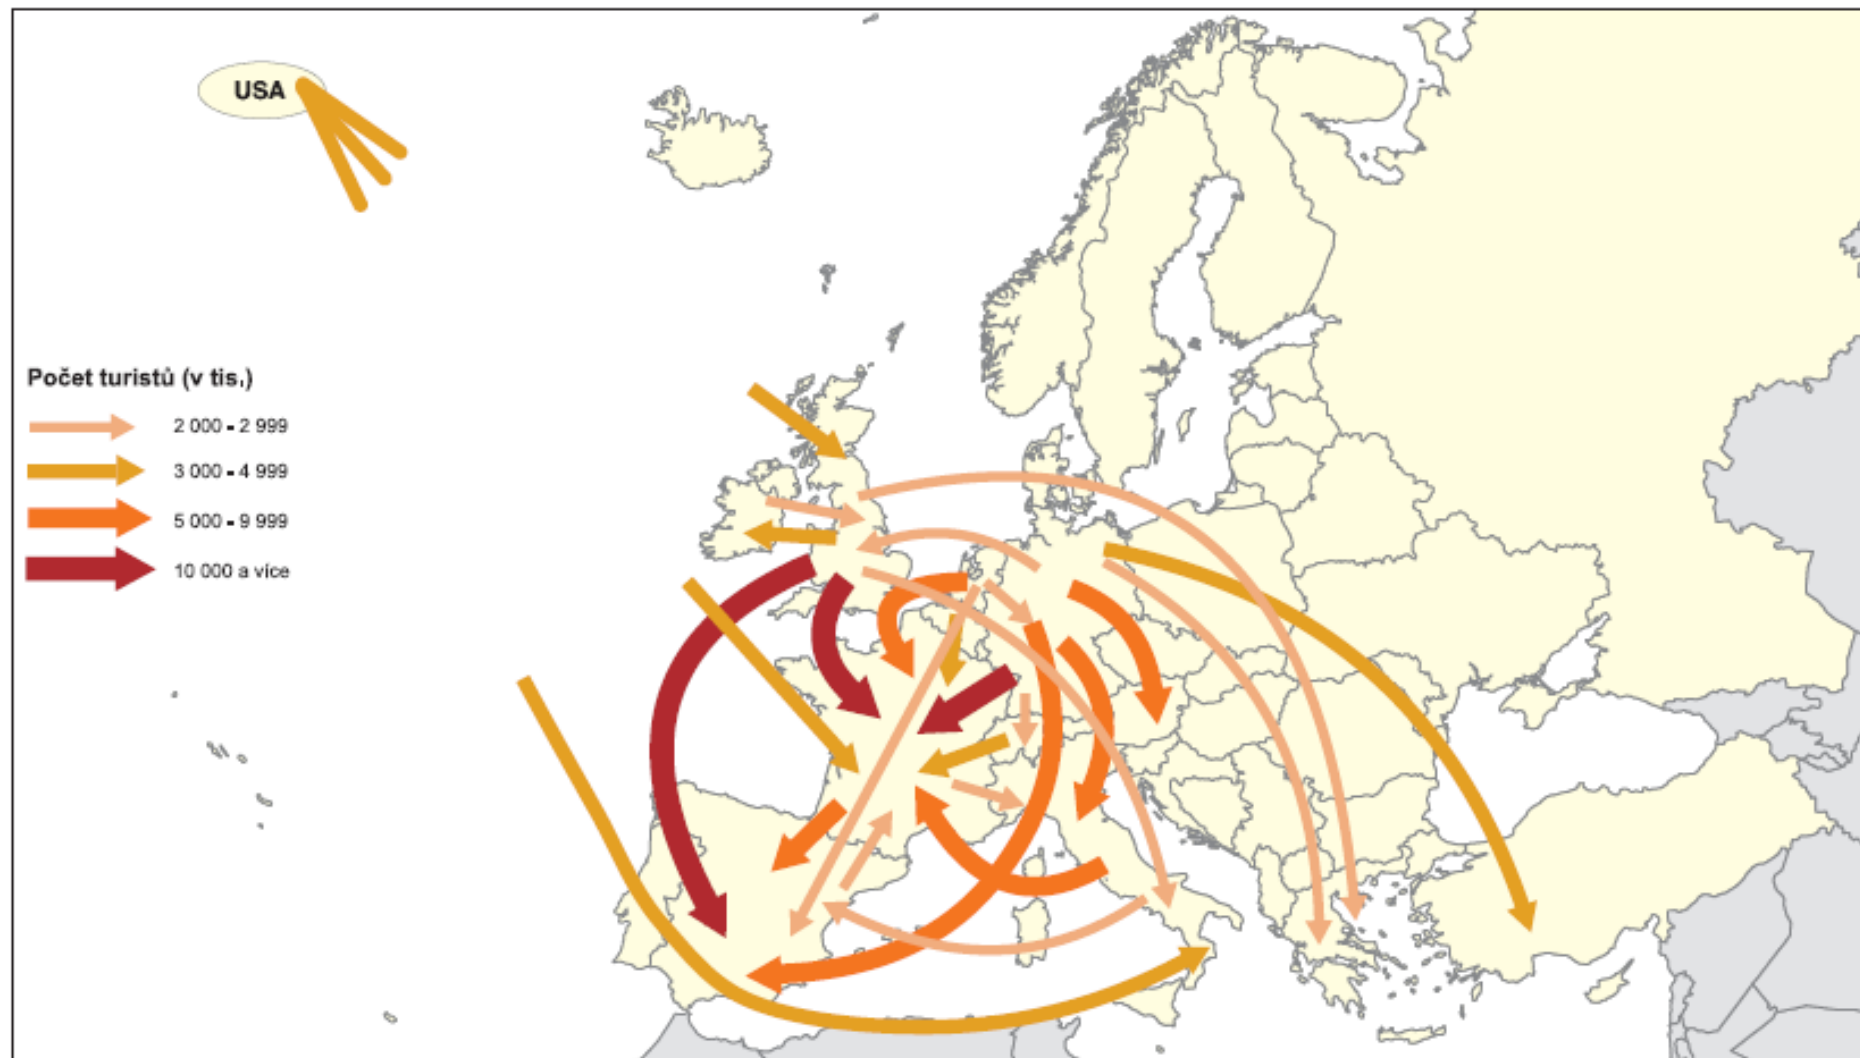 USA
Počet turistů (v tis.)
2 000 - 2 999
3 000 - 4 999
5 000 - 9 999
10 000 a více